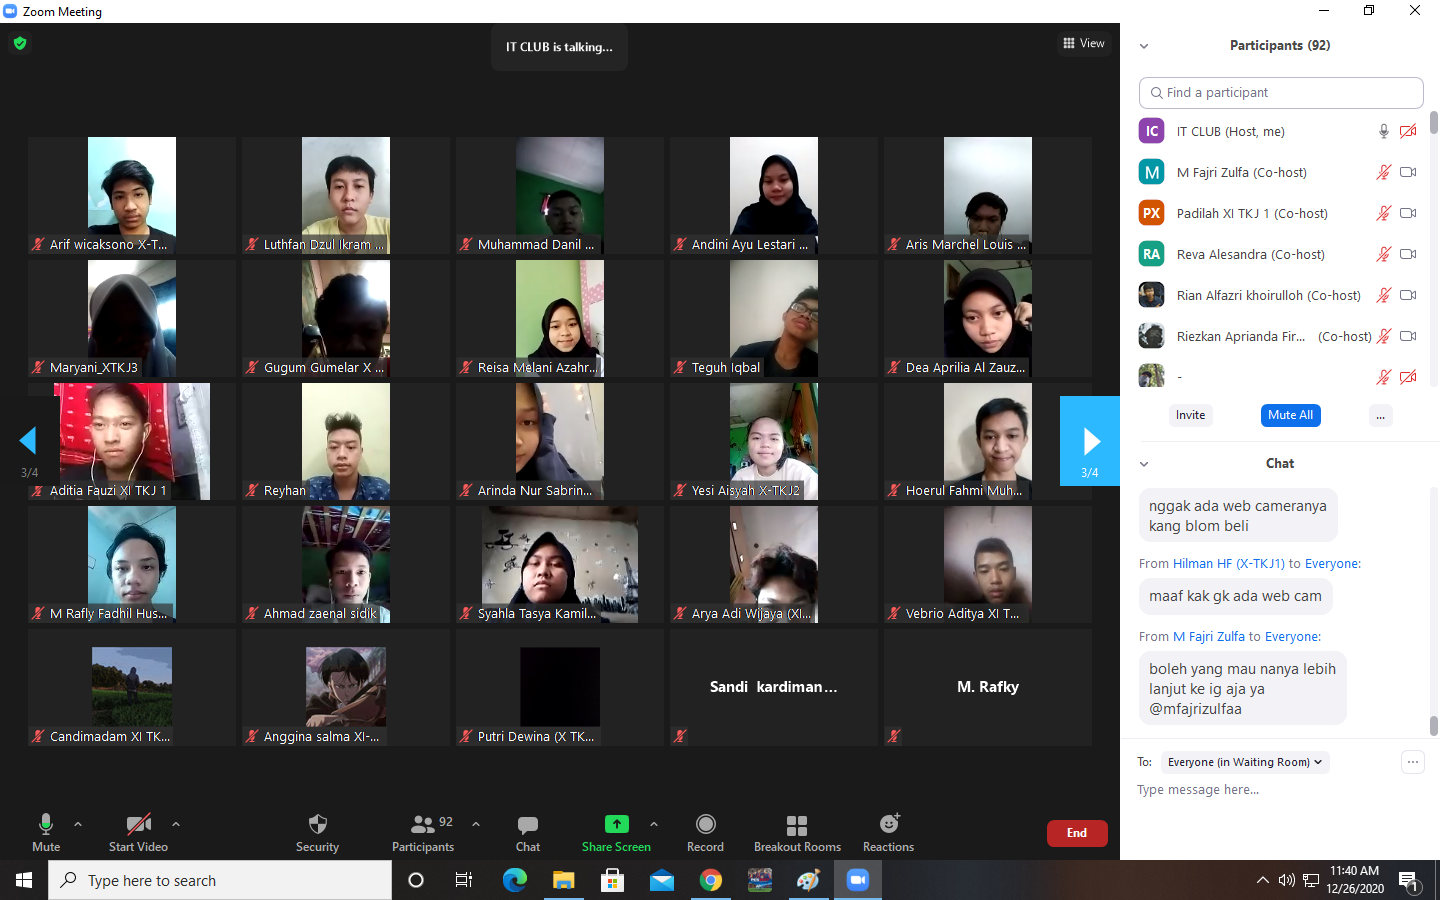 Zoom Meeting
IT CLUB is talking...
View
Arif wicaksono X-T...
Luthfan Dzul Ikram ...
Muhammad Danil ...
Andini Ayu Lestari ...
Aris Marchel Louis ...
Maryani_XTKJ3
Gugum Gumelar X ...
Reisa Melani Azahr...
Teguh Iqbal
Dea Aprilia Al Zauz...
3/4
Aditia Fauzi XI TKJ 1
Reyhan
Arinda Nur Sabrin...
Yesi Aisyah X-TKJ2
Hoerul Fahmi Muh...
3/4
M Rafly Fadhil Hus...
Ahmad zaenal sidik
Syahla Tasya Kamil...
Arya Adi Wijaya (XI...
Vebrio Aditya XI T...
Candimadam XI TK...
Anggina salma XI-...
Putri Dewina (X TK...
Sandi kardiman...
M. Rafky
Mute
Start Video
Security
92
Participants
Chat
Share Screen
Record
Breakout Rooms
Reactions
End
Participants (92)
Find a participant
IC IT CLUB (Host, me)
M M Fajri Zulfa (Co-host)
PX Padilah XI TKJ 1 (Co-host)
RA Reva Alesandra (Co-host)
Rian Alfazri khoirulloh (Co-host)
Riezkan Aprianda Fir... (Co-host)
-
Invite
Mute All
...
Chat
nggak ada web cameranya
kang blom beli
From Hilman HF (X-TKJ1) to Everyone:
maaf kak gk ada web cam
From M Fajri Zulfa to Everyone:
boleh yang mau nanya lebih
lanjut ke ig aja ya
@mfajrizulfaa
To: Everyone (in Waiting Room)
...
Type message here...
Type here to search
11:40 AM
12/26/2020
1